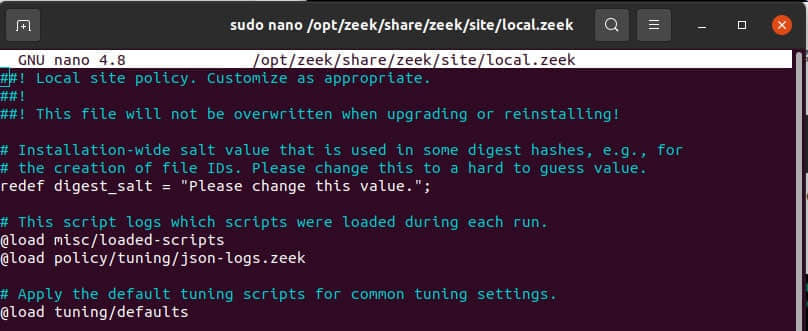 sudo nano /opt/zeek/share/zeek/site/local.zeek
GNU nano 4.8 /opt/zeek/share/zeek/site/local.zeek
##! Local site policy. Customize as appropriate.
##!
##! This file will not be overwritten when upgrading or reinstalling!
# Installation-wide salt value that is used in some digest hashes, e.g., for
# the creation of file IDs. Please change this to a hard to guess value.
redef digest_salt = "Please change this value.";
# This script logs which scripts were loaded during each run.
@load misc/loaded-scripts
@load policy/tuning/json-logs.zeek
# Apply the default tuning scripts for common tuning settings.
@load tuning/defaults